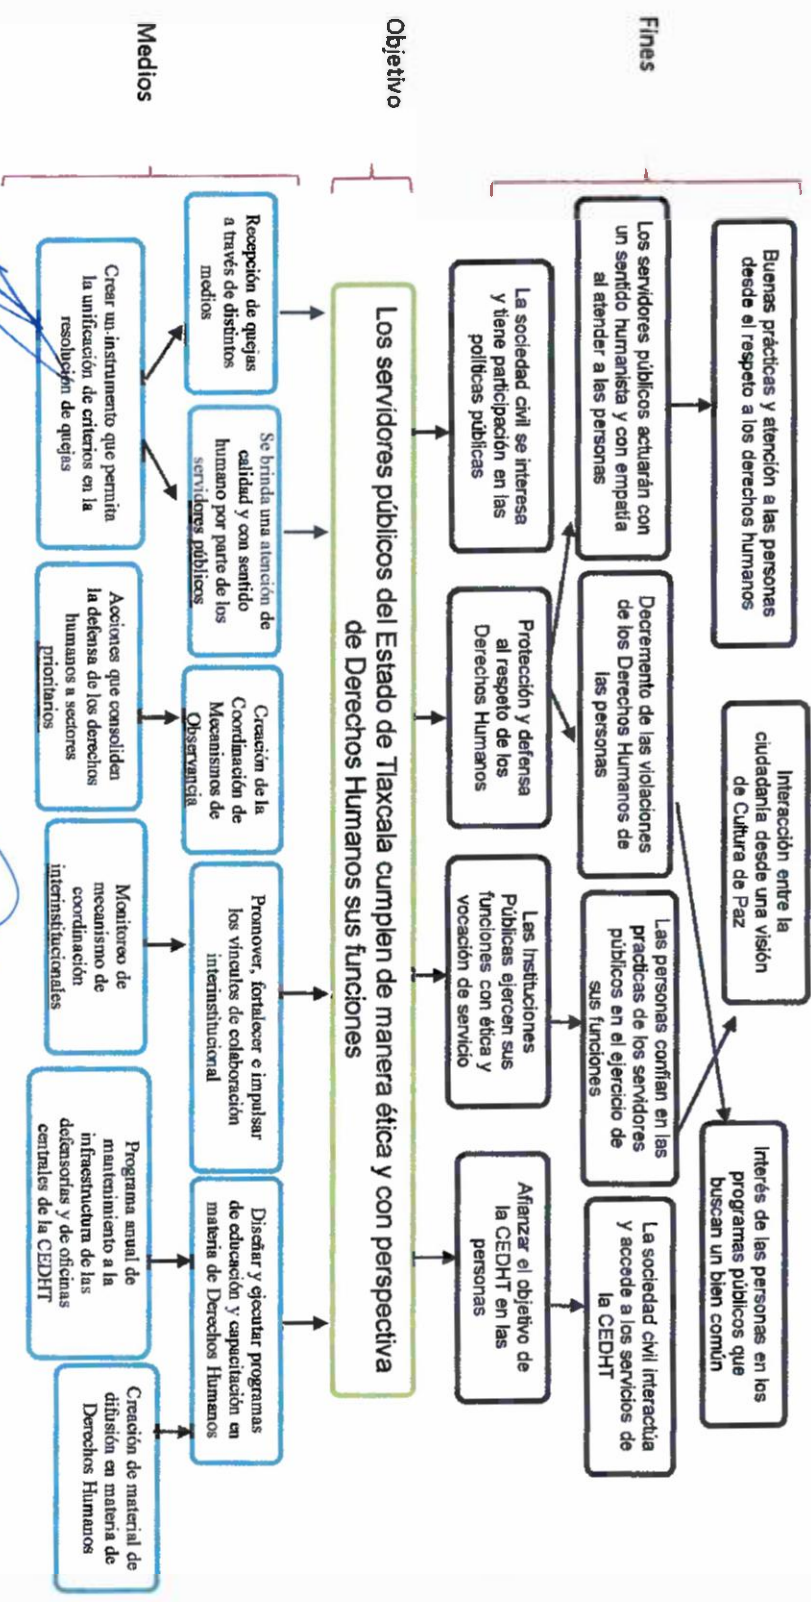 Fines
Buenas prácticas y atención a las personas
desde el respeto a los derechos humanos
Interacción entre la
ciudadanía desde una visión
de Cultura de Paz
Interés de las personas en los
programas públicos que
buscan un bien común
Los servidores públicos actuarán con
un sentido humanista y con empatía
al atender a las personas
Decremento de las violaciones
de los Derechos Humanos de
las personas
Las personas confían en las
prácticas de los servidores
públicos en el ejercicio de
sus funciones
La sociedad civil interactúa
y accede a los servicios de
la CEDHT
La sociedad civil se interesa
y tiene participación en las
políticas públicas
Protección y defensa
al respeto de los
Derechos Humanos
Las Instituciones
Públicas ejercen sus
funciones con ética y
vocación de servicio
Afianzar el objetivo de
la CEDHT en las
personas
Objetivo
Los servidores públicos del Estado de Tlaxcala cumplen de manera ética y con perspectiva
de Derechos Humanos sus funciones
Medios
Recepción de quejas
a través de distintos
medios
Se brinda una atención de
calidad y con sentido
humano por parte de los
servidores públicos
Creación de la
Coordinación de
Mecanismos de
Observancia
Promover, fortalecer e impulsar
los vínculos de colaboración
interinstitucional
Diseñar y ejecutar programas
de educación y capacitación en
materia de Derechos Humanos
Crear un instrumento que permita
la unificación de criterios en la
resolución de quejas
Acciones que consoliden
la defensa de los derechos
humanos a sectores
prioritarios
Monitoreo de
mecanismo de
coordinación
interinstitucionales
Programa anual de
mantenimiento a la
infraestructura de las
defensorías y de oficinas
centrales de la CEDHT
Creación de material de
difusión en materia de
Derechos Humanos